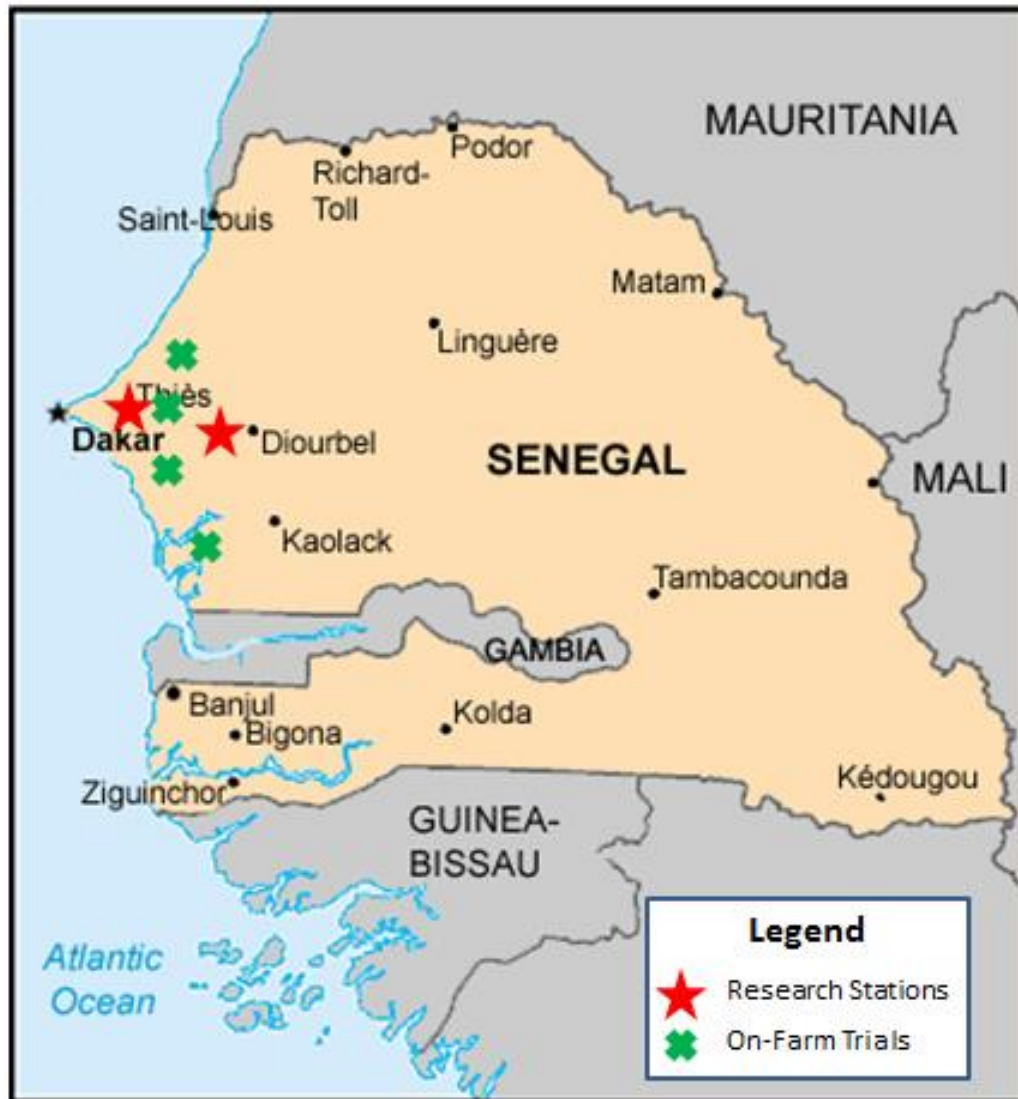 MAURITANIA
Podor
Richard-
Toll
Saint-Louis
Matam
Linguère
Thiès
Dakar
Diourbel
SENEGAL
MALI
Kaolack
Tambacounda
GAMBIA
Banjul
Bigona
Kolda
Ziguinchor
Kédougou
GUINEA-
BISSAU
Atlantic
Ocean
Legend
Research Stations
On-Farm Trials